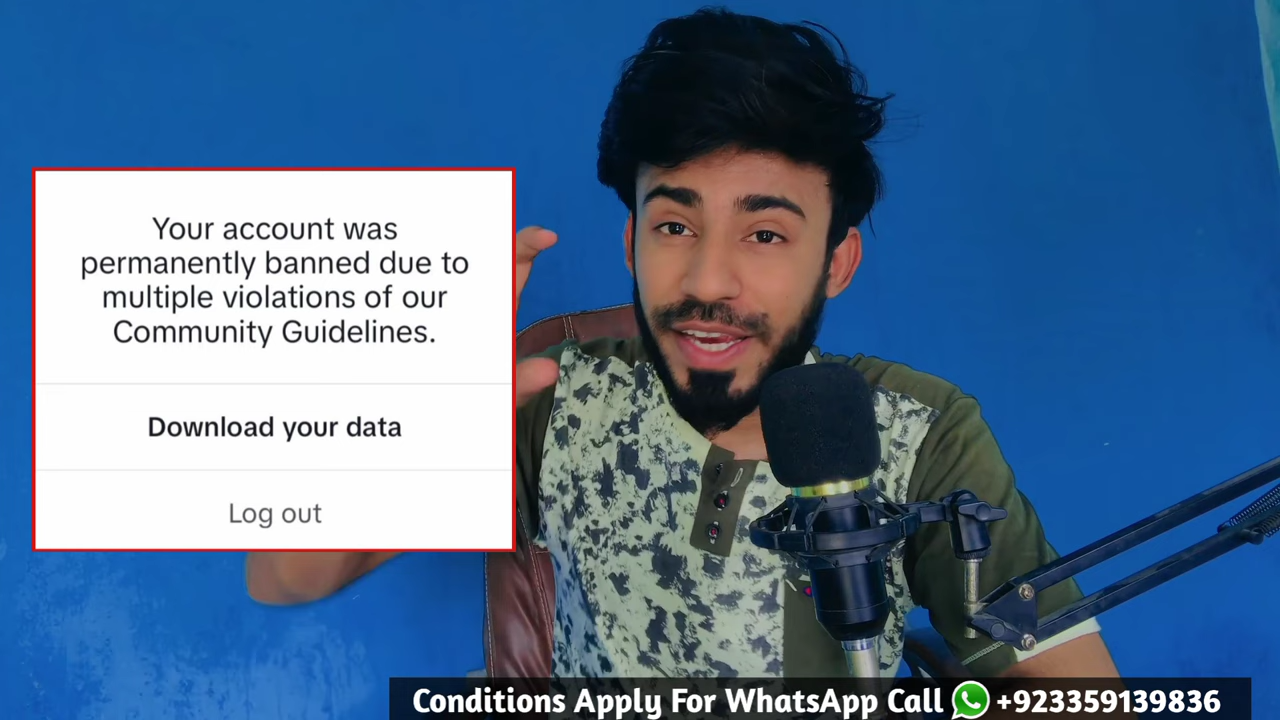 Your account was
permanently banned due to
multiple violations of our
Community Guidelines.
Download your data
Log out
Conditions Apply For WhatsApp Call +923359139836